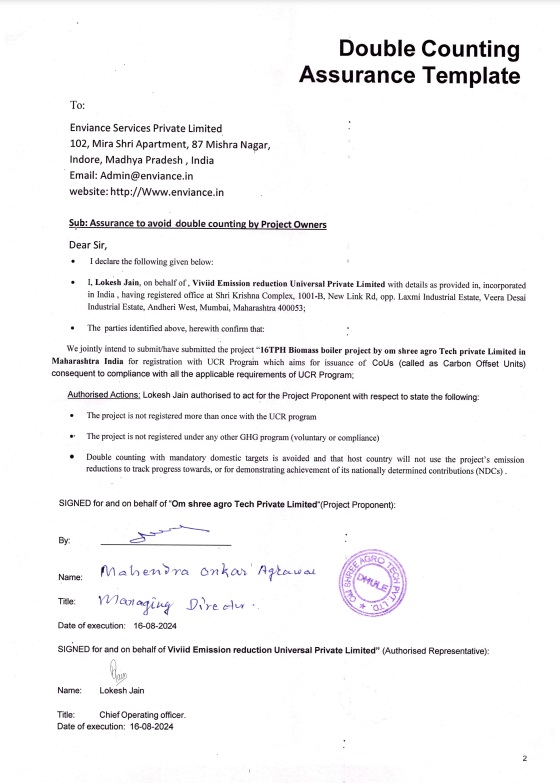 Double Counting
Assurance Template
To:
Enviance Services Private Limited
102, Mira Shri Apartment, 87 Mishra Nagar,
Indore, Madhya Pradesh , India
Email: Admin@enviance.in
website: http://Www.enviance.in
Sub: Assurance to avoid double counting by Project Owners
Dear Sir,
• I declare the following given below:
• I, Lokesh Jain, on behalf of , Viviid Emission reduction Universal Private Limited with details as provided in, incorporated
in India , having registered office at Shri Krishna Complex, 1001-B, New Link Rd, opp. Laxmi Industrial Estate, Veera Desai
Industrial Estate, Andheri West, Mumbai, Maharashtra 400053;
• The parties identified above, herewith confirm that:
We jointly intend to submit/have submitted the project "16TPH Biomass boiler project by om shree agro Tech private Limited in
Maharashtra India for registration with UCR Program which aims for issuance of CoUs (called as Carbon Offset Units)
consequent to compliance with all the applicable requirements of UCR Program;
Authorised Actions: Lokesh Jain authorised to act for the Project Proponent with respect to state the following:
• The project is not registered more than once with the UCR program
• The project is not registered under any other GHG program (voluntary or compliance)
• Double counting with mandatory domestic targets is avoided and that host country will not use the project's emission
reductions to track progress towards, or for demonstrating achievement of its nationally determined contributions (NDCs) .
SIGNED for and on behalf of "Om shree agro Tech Private Limited"(Project Proponent):
By:
Name: Mahendra Onkar Agrawal
Title: Managing Director.
OM SHREE AGRO TECH PVT. LTD.
DHULE
Date of execution: 16-08-2024
SIGNED for and on behalf of Viviid Emission reduction Universal Private Limited" (Authorised Representative):
Name: Lokesh Jain
Title: Chief Operating officer.
Date of execution: 16-08-2024
2